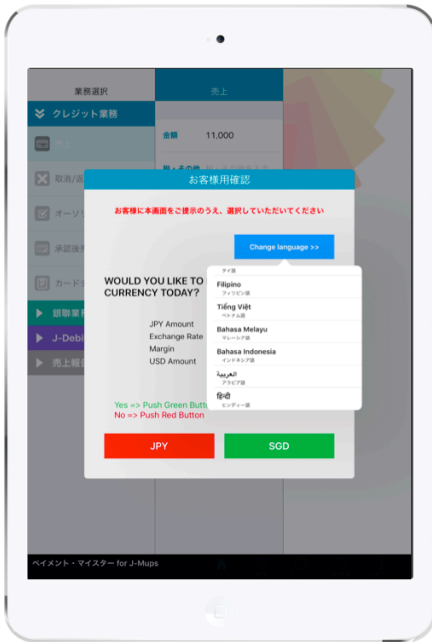 業務選択
売上
クレジット業務
売上
金額 11,000
取消/返
オーソリ
承認後売
カードチ
銀聯業務
J-Debi
売上報告
お客様用確認
お客様に本画面をご提示のうえ、選択していただいてください
Change language >>
WOULD YOU LIKE TO
CURRENCY TODAY?
タイ語
Filipino
フィリピン語
Tiếng Việt
ベトナム語
Bahasa Melayu
マレーシア語
Bahasa Indonesia
インドネシア語
العربية
アラビア語
हिन्दी
ヒンディー語
JPY Amount
Exchange Rate
Margin
USD Amount
Yes => Push Green Butt
No => Push Red Button
JPY
SGD
ペイメント・マイスター for J-Mups